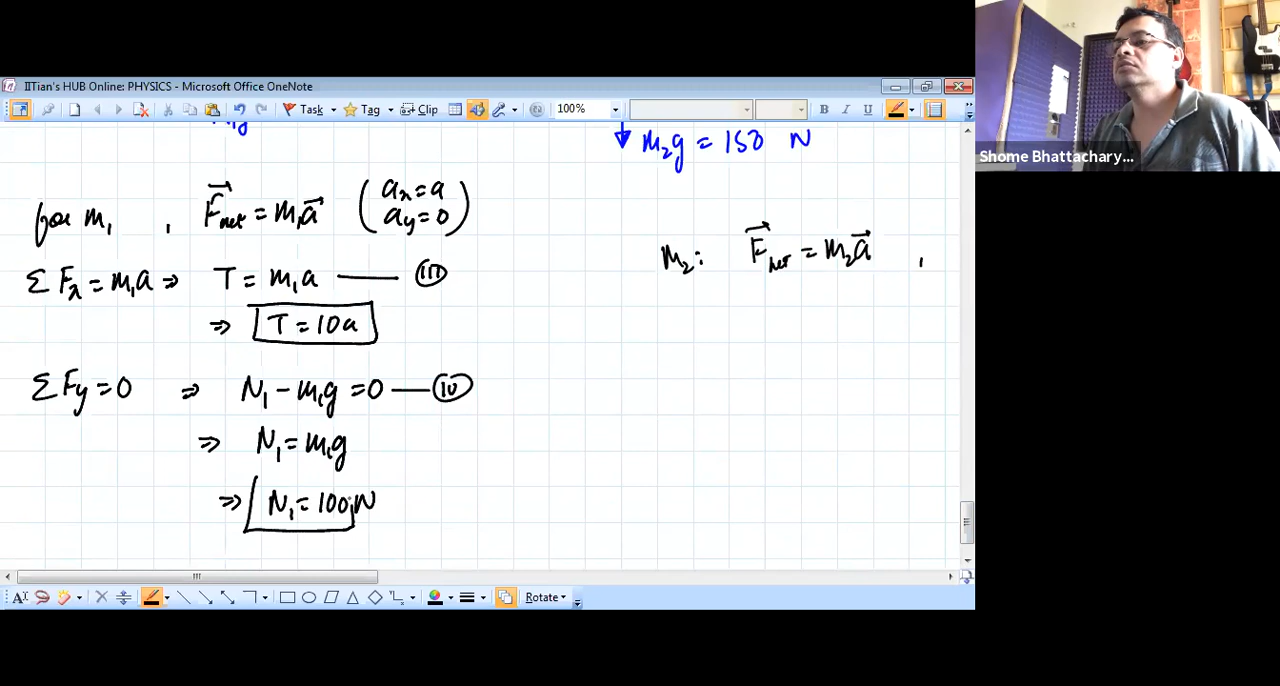 IITian's HUB Online: PHYSICS - Microsoft Office OneNote
Task Tag Clip 100% B I U
Shome Bhattachary...
m₂g = 150 N
for m₁ , F⃗net = m₁a⃗ (aₓ = a
a_y = 0)
ΣFₓ = m₁a ⇒ T = m₁a —— (III)
⇒ T = 10a
ΣFy = 0 ⇒ N₁ − m₁g = 0 —— (IV)
⇒ N₁ = m₁g
⇒ N₁ = 100 N
m₂: F⃗net = m₂a⃗ ,
Rotate